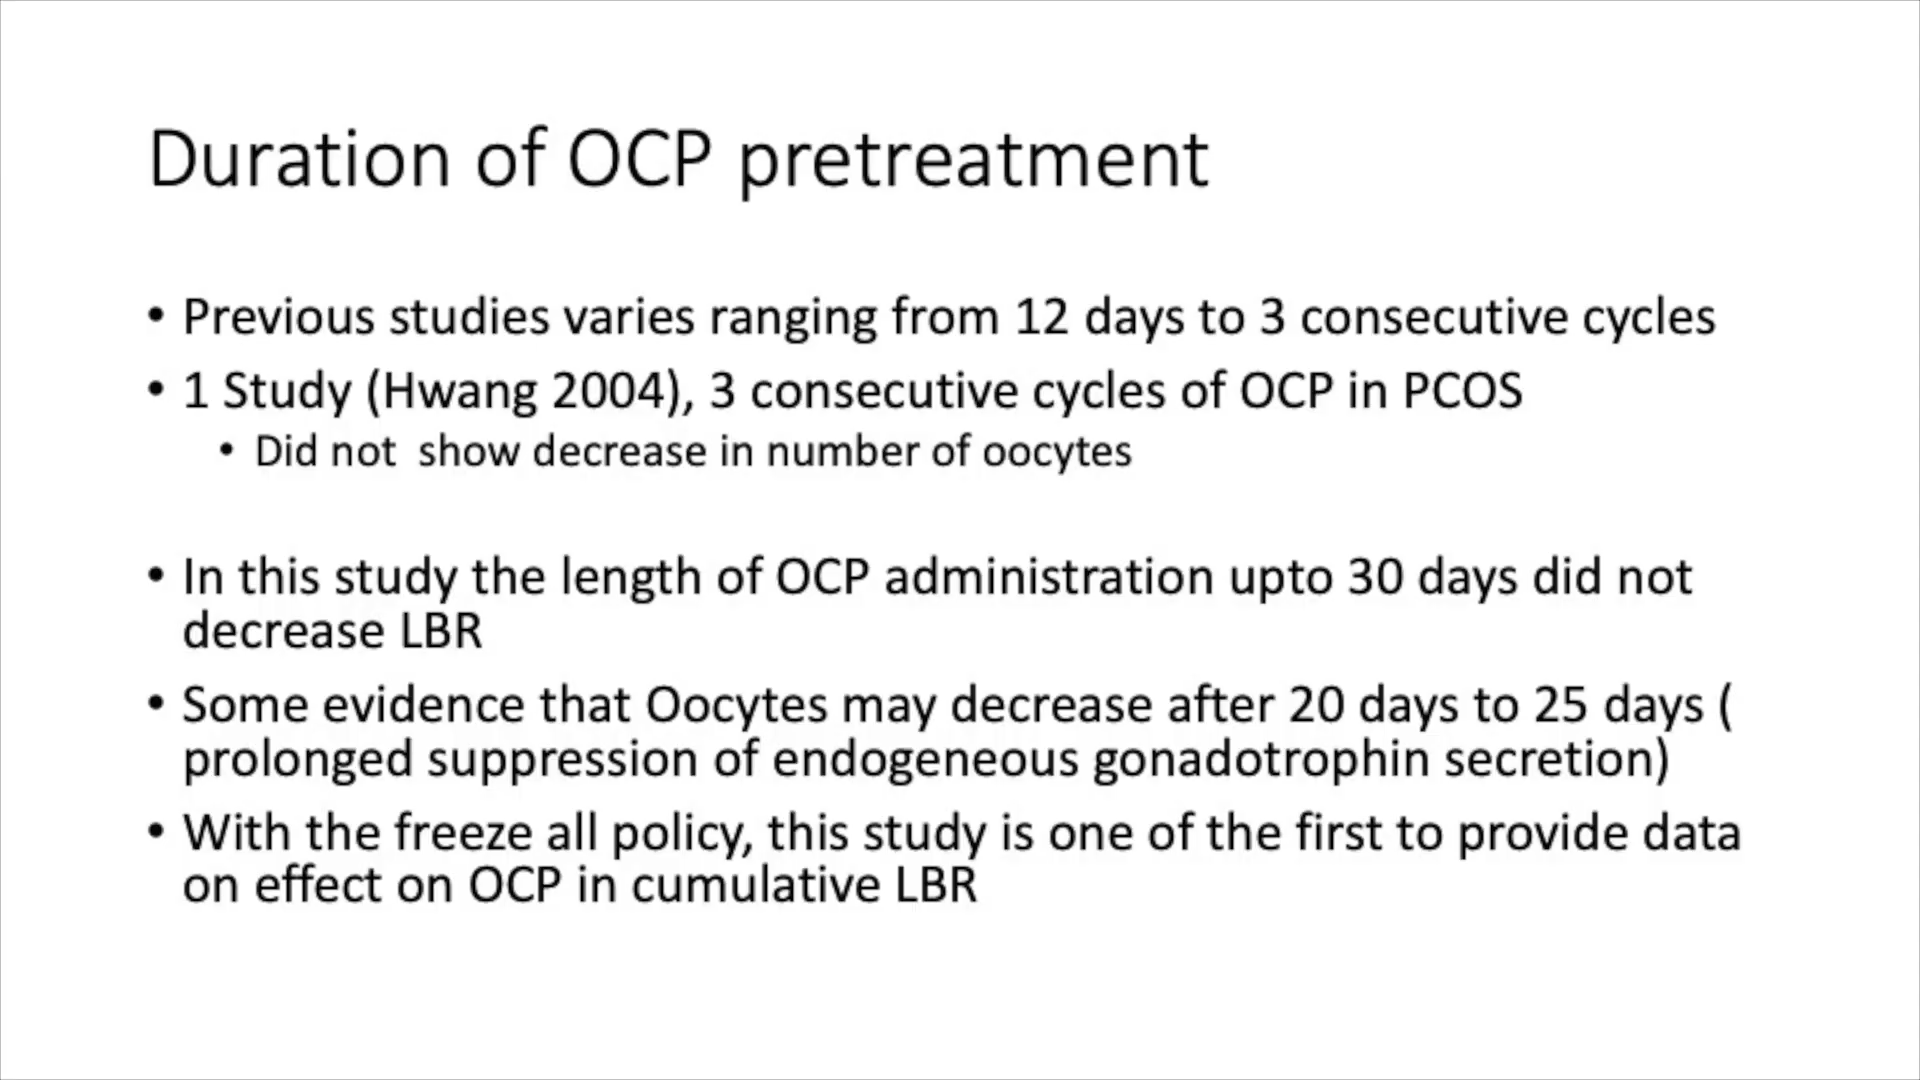 Duration of OCP pretreatment
• Previous studies varies ranging from 12 days to 3 consecutive cycles
• 1 Study (Hwang 2004), 3 consecutive cycles of OCP in PCOS
• Did not show decrease in number of oocytes
• In this study the length of OCP administration upto 30 days did not
decrease LBR
• Some evidence that Oocytes may decrease after 20 days to 25 days (
prolonged suppression of endogeneous gonadotrophin secretion)
• With the freeze all policy, this study is one of the first to provide data
on effect on OCP in cumulative LBR